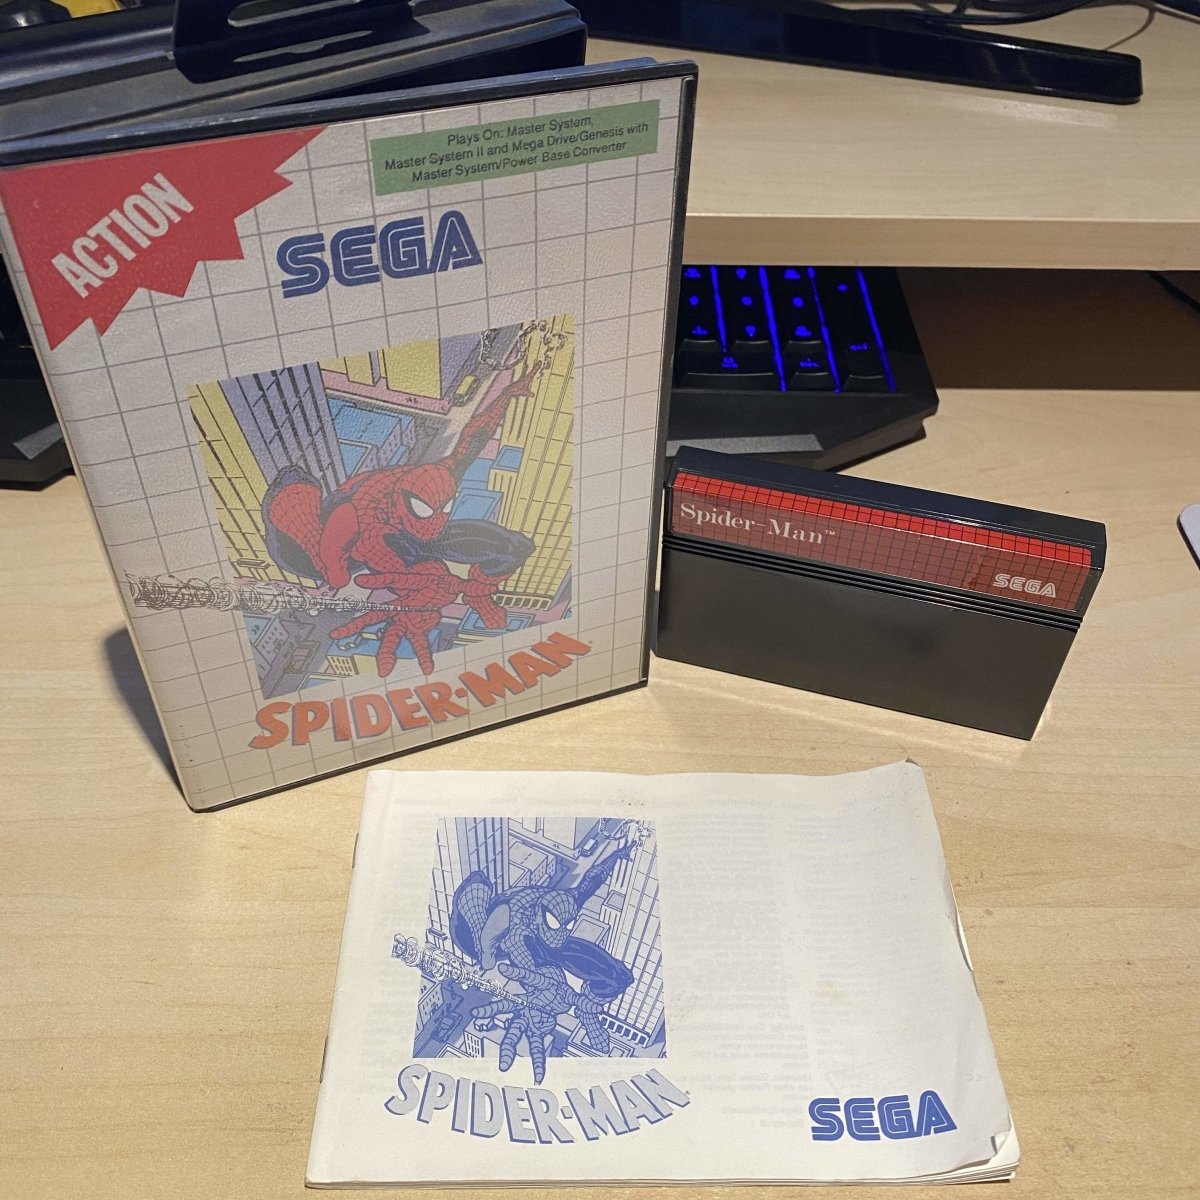 Plays On: Master System,
Master System II and Mega Drive/Genesis with
Master System/Power Base Converter
ACTION
SEGA
SPIDER-MAN
Spider-Man™
SEGA
SPIDER-MAN
SEGA